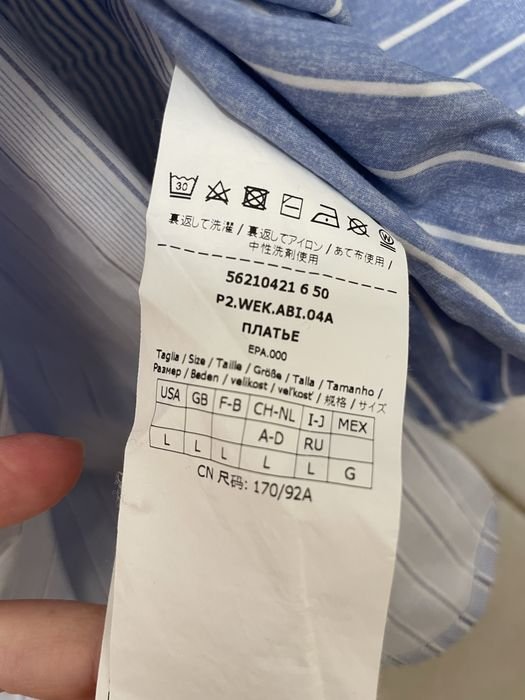 30
裏返して洗濯 / 裏返してアイロン / あて布使用 /
中性洗剤使用
56210421 6 50
P2.WEK.ABI.04A
ПЛАТЬЕ
EPA.000
Taglia / Size / Taille / Größe / Talla / Tamanho /
Размер / Beden / velikost / veľkosť / 规格 / サイズ
USA GB F-B CH-NL I-J MEX
A-D RU
L L L L L G
CN 尺码: 170/92A